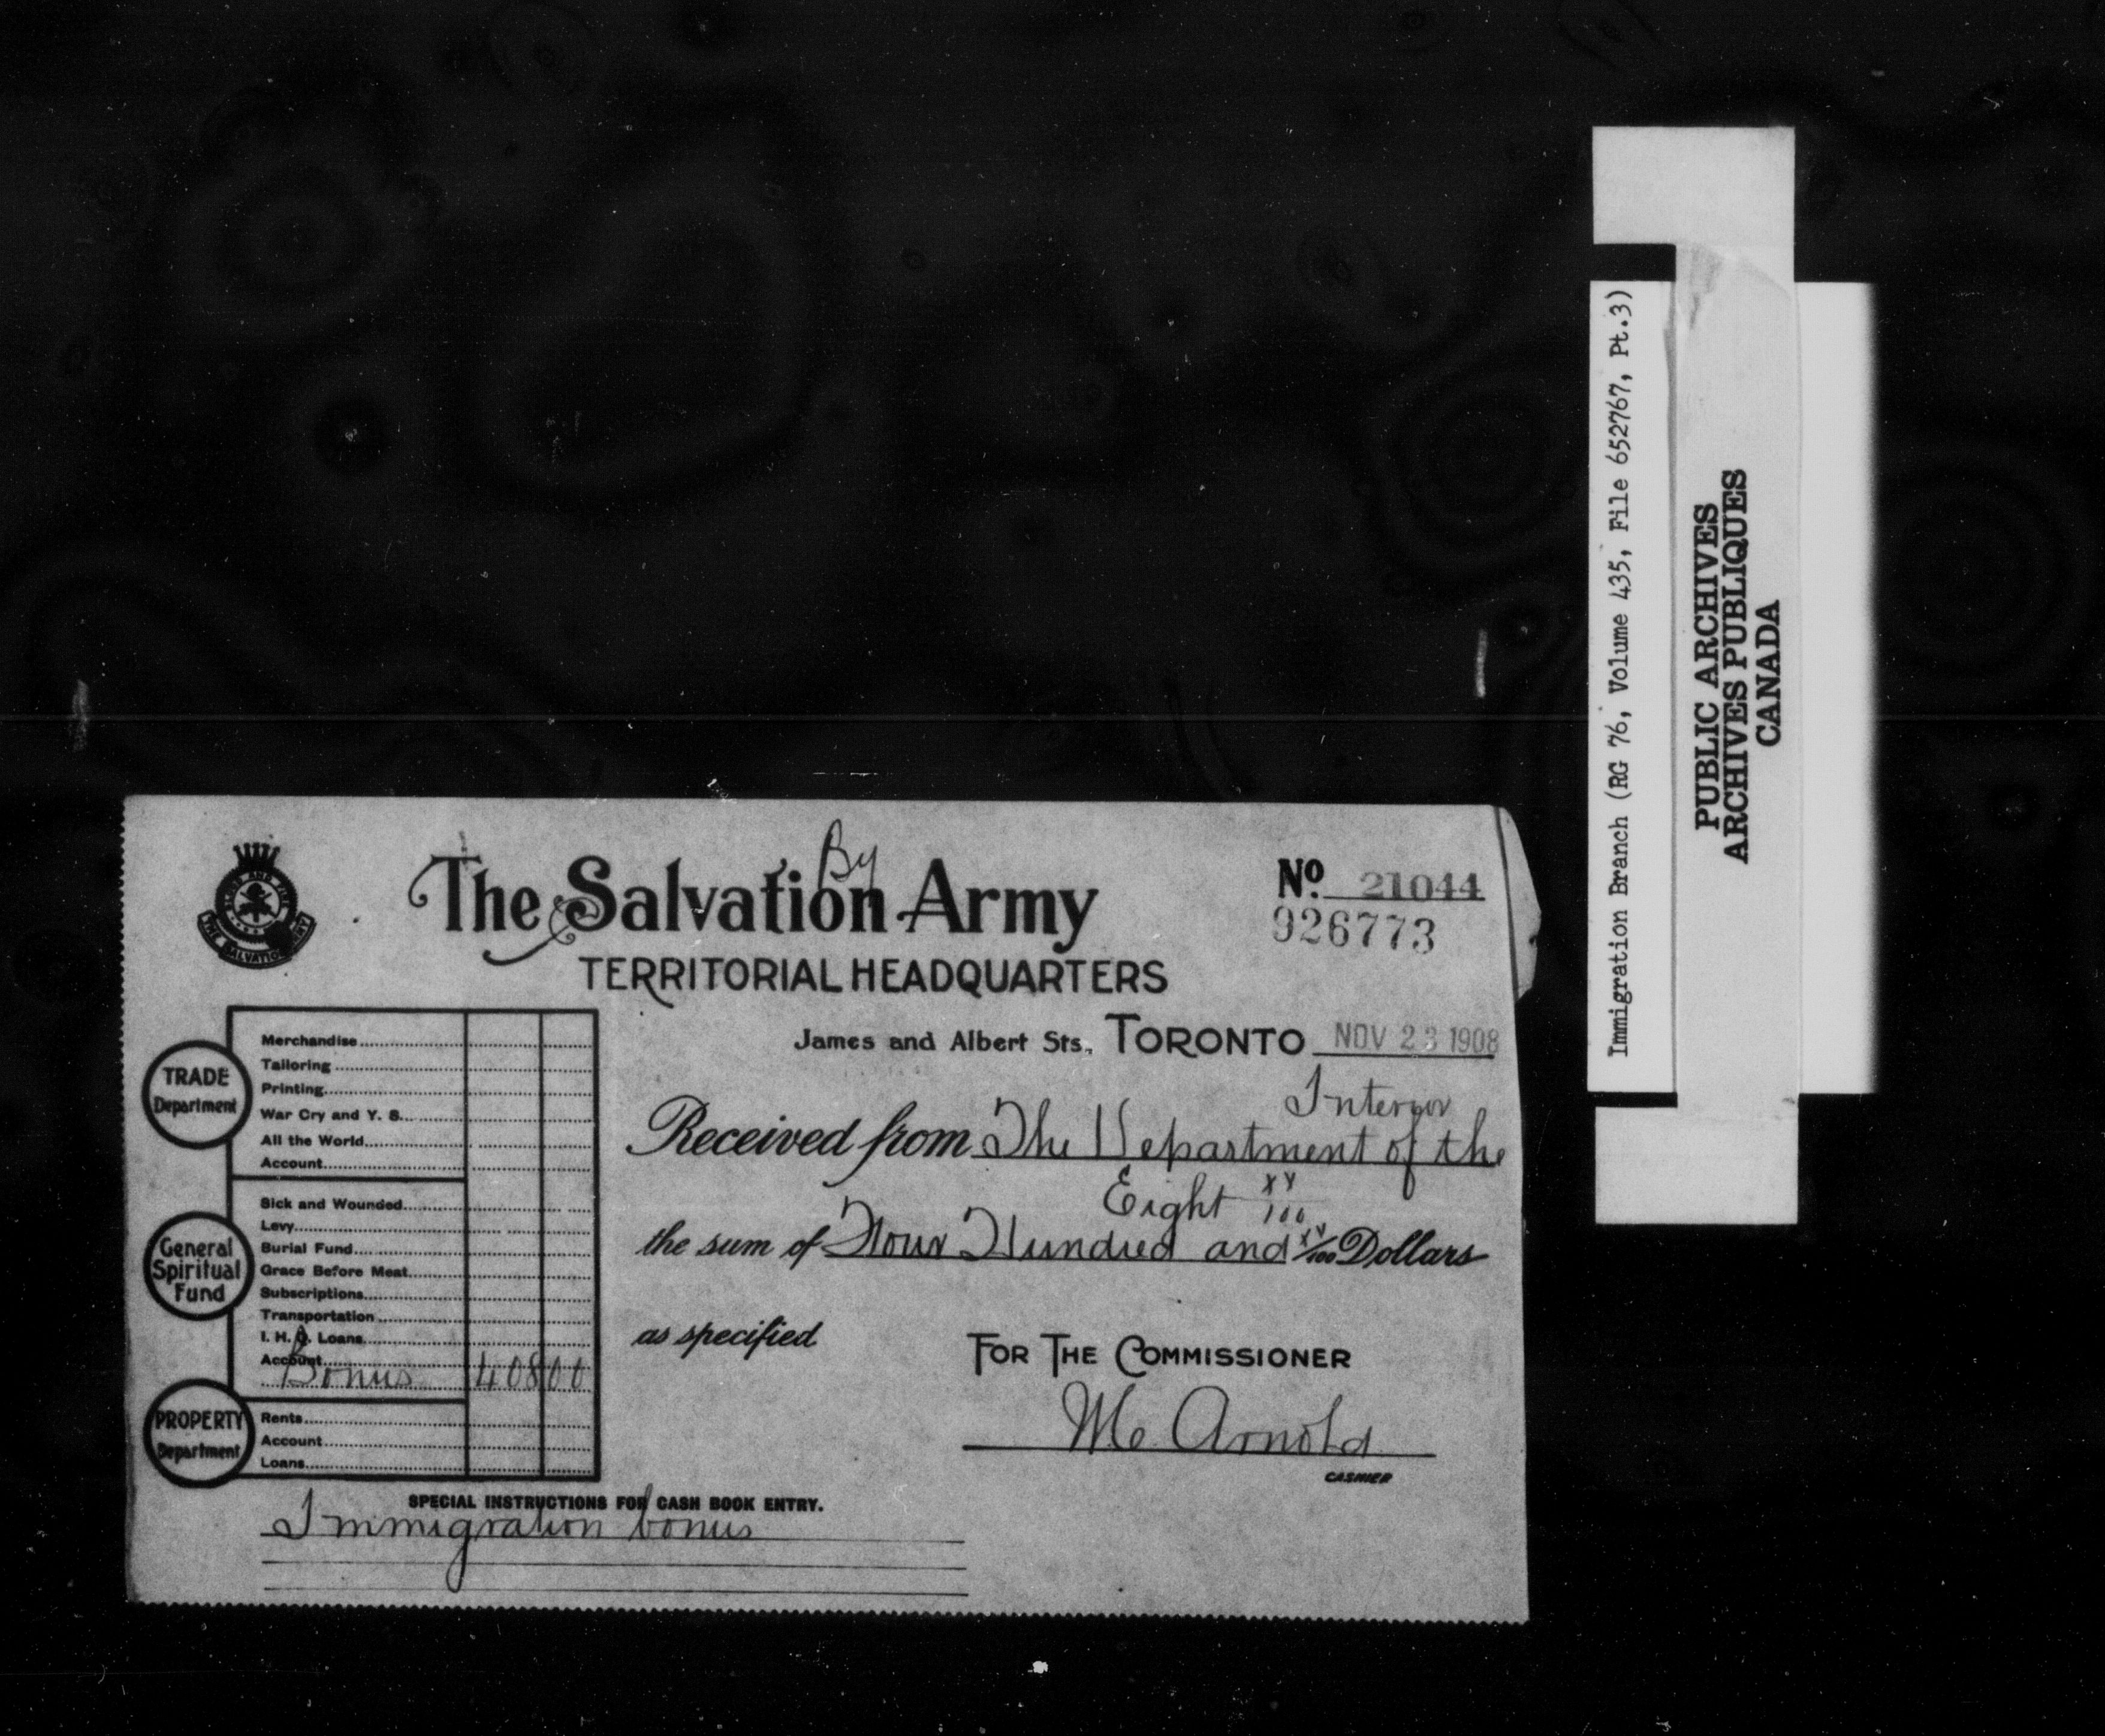 By
The Salvation Army
No. 21044
926773
TERRITORIAL HEADQUARTERS
James and Albert Sts., TORONTO NOV 23 1908
Interior
Received from The Department of the
Eight xx/100
the sum of Four Hundred and xx/100 Dollars
as specified
FOR THE COMMISSIONER
Arnold
CASHIER
TRADE
Department
Merchandise
Tailoring
Printing
War Cry and Y. S.
All the World
Account
General
Spiritual
Fund
Sick and Wounded
Levy
Burial Fund
Grace Before Meat
Subscriptions
Transportation
I. H. Q. Loans
Account
Bonus 408 00
PROPERTY
Department
Rents
Account
Loans
SPECIAL INSTRUCTIONS FOR CASH BOOK ENTRY.
Immigration bonus
Immigration Branch (RG 76, Volume 435, File 652767, Pt.3)
PUBLIC ARCHIVES
ARCHIVES PUBLIQUES
CANADA